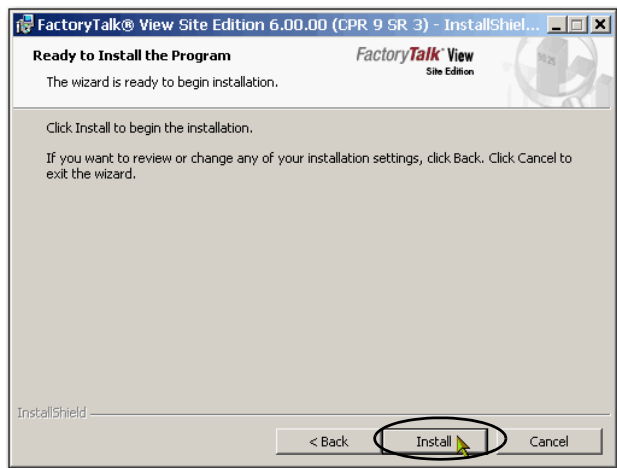 FactoryTalk® View Site Edition 6.00.00 (CPR 9 SR 3) - InstallShiel...
Ready to Install the Program
FactoryTalk® View
Site Edition
The wizard is ready to begin installation.
Click Install to begin the installation.
If you want to review or change any of your installation settings, click Back. Click Cancel to
exit the wizard.
InstallShield
< Back
Install
Cancel